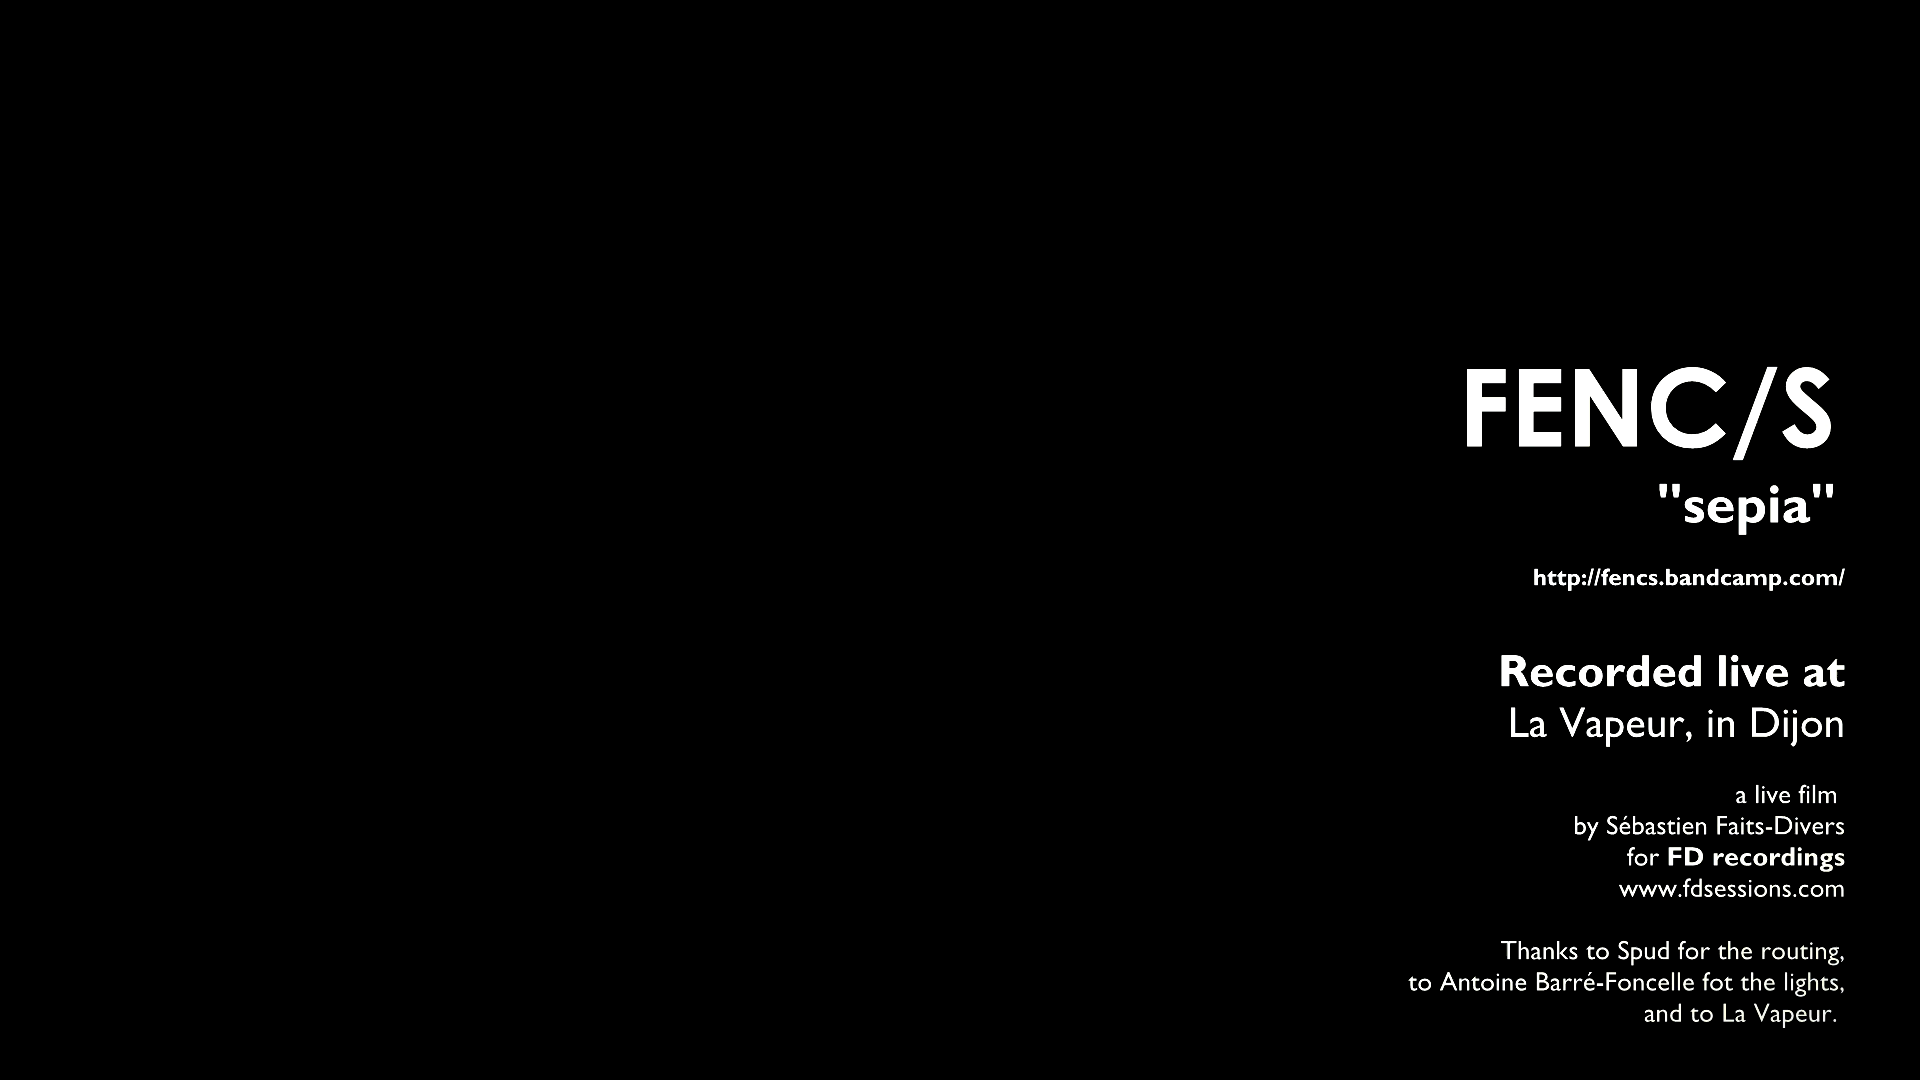 FENC/S
"sepia"
http://fencs.bandcamp.com/
Recorded live at
La Vapeur, in Dijon
a live film
by Sébastien Faits-Divers
for FD recordings
www.fdsessions.com
Thanks to Spud for the routing,
to Antoine Barré-Foncelle fot the lights,
and to La Vapeur.